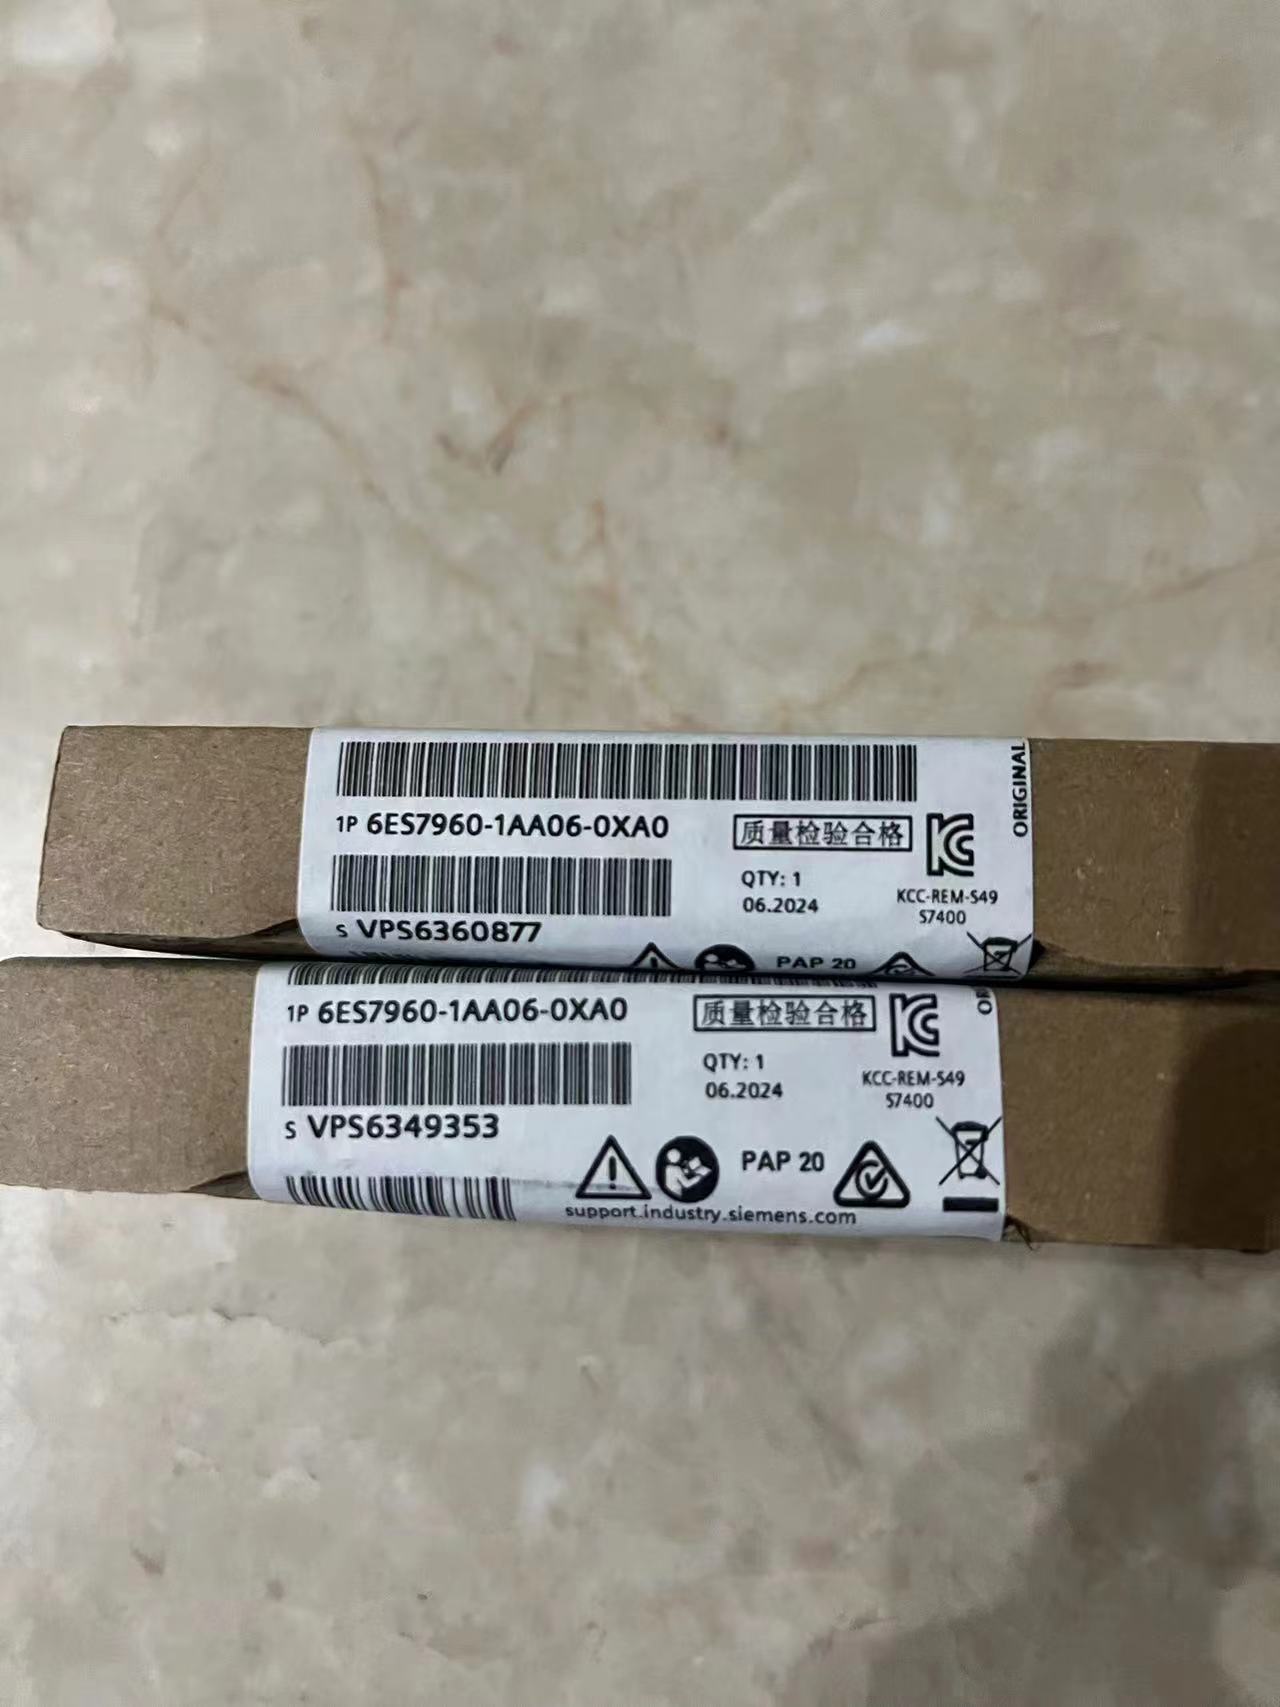 ORIGINAL
1P 6ES7960-1AA06-0XA0
质量检验合格
QTY: 1
06.2024
KCC-REM-S49
S7400
S VPS6360877
PAP 20
1P 6ES7960-1AA06-0XA0
质量检验合格
QTY: 1
06.2024
KCC-REM-S49
S7400
S VPS6349353
PAP 20
support.industry.siemens.com